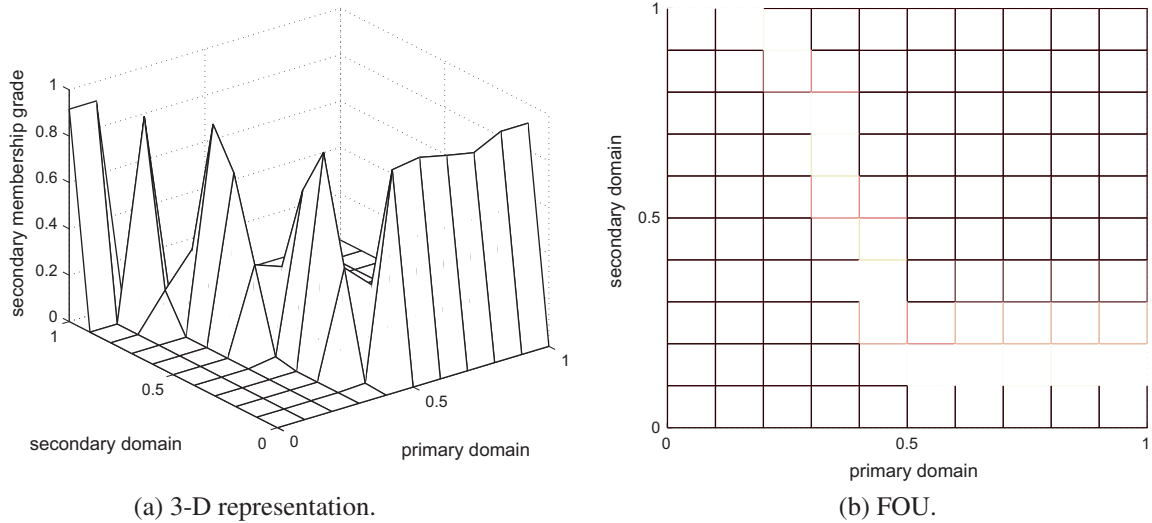 secondary membership grade
1
0.8
0.6
0.4
0.2
0
1
0.5
0
secondary domain
0
0.5
1
primary domain
(a) 3-D representation.
secondary domain
1
0.5
0
0
0.5
1
primary domain
(b) FOU.